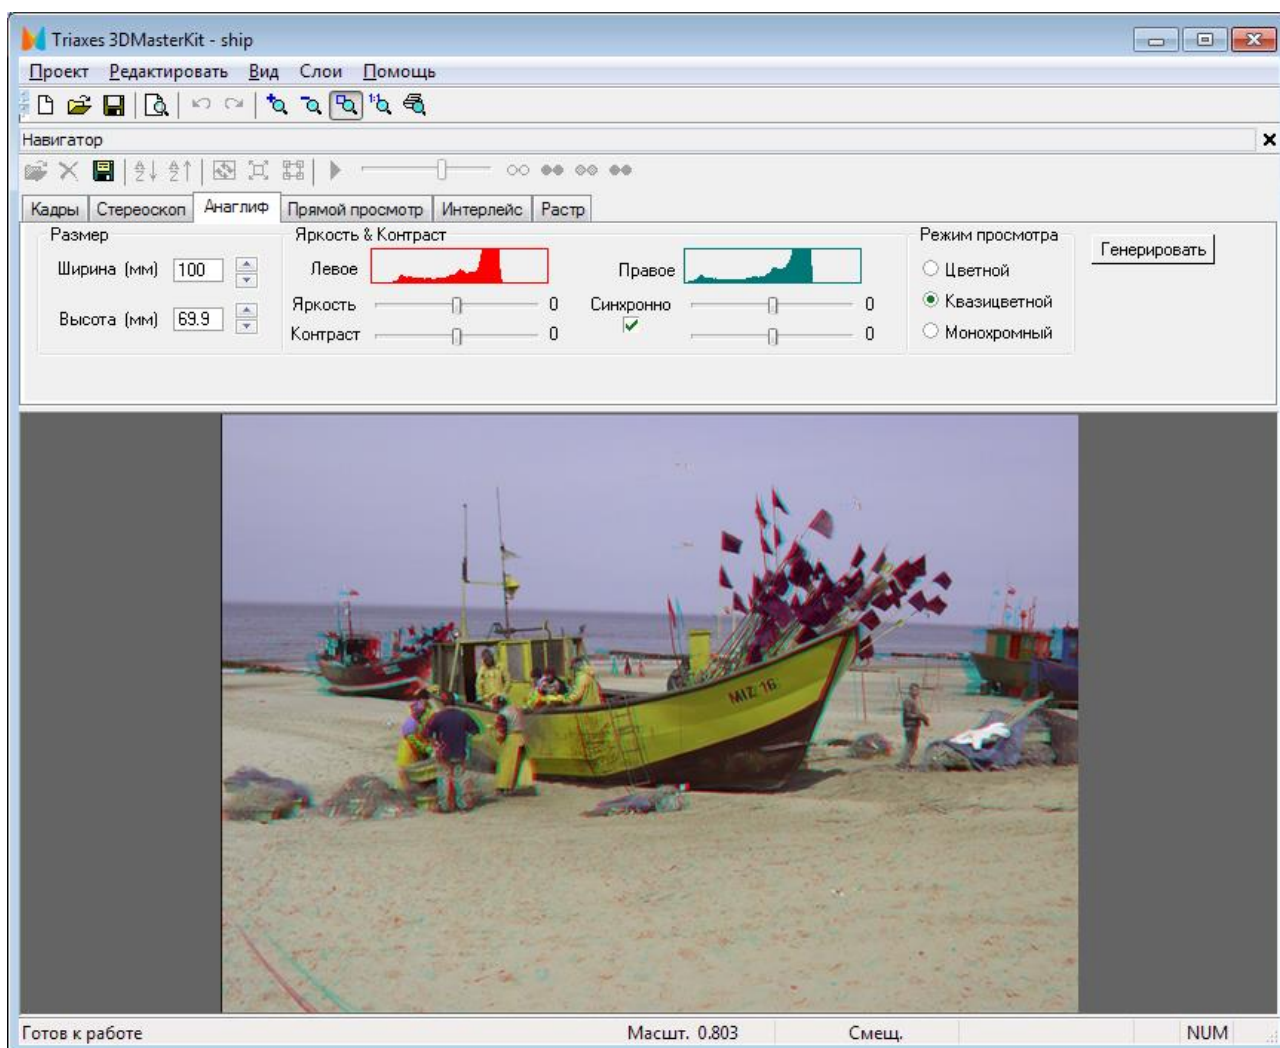 Triaxes 3DMasterKit - ship
Проект Редактировать Вид Слои Помощь
1:1
Навигатор
Кадры Стереоскоп Анаглиф Прямой просмотр Интерлейс Растр
Размер Яркость & Контраст Режим просмотра
Генерировать
Ширина (мм) 100 Левое Правое Цветной
Яркость 0 Синхронно 0 Квазицветной
Высота (мм) 69.9
Контраст 0 0 Монохромный
MIZ 16
Готов к работе Масшт. 0.803 Смещ. NUM